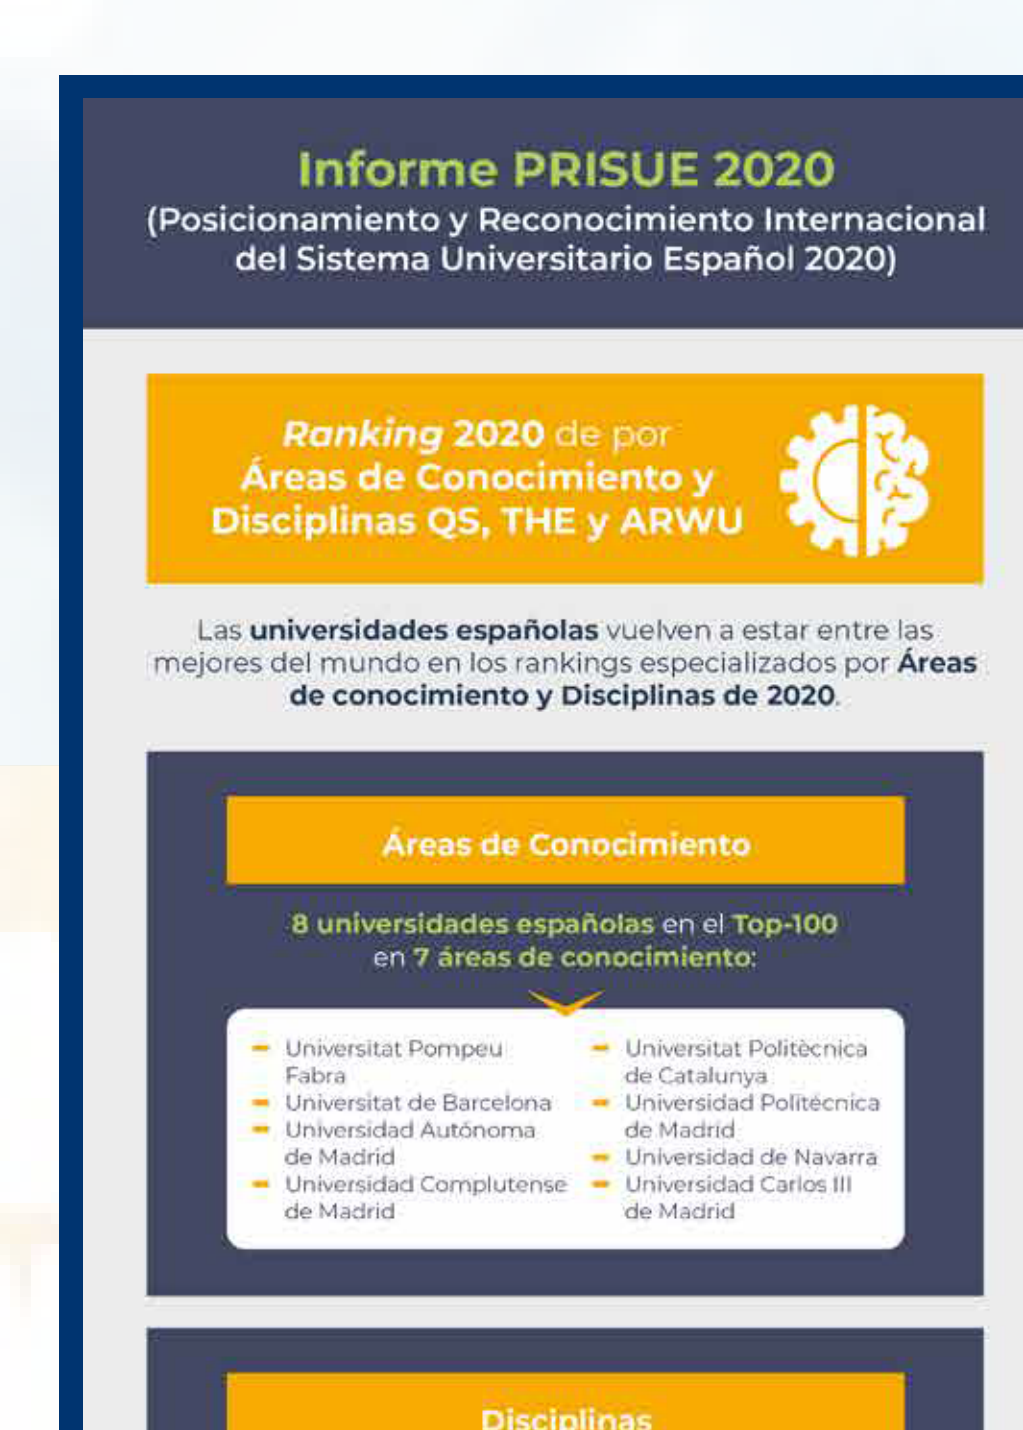 Informe PRISUE 2020
(Posicionamiento y Reconocimiento Internacional
del Sistema Universitario Español 2020)
Ranking 2020 de por
Áreas de Conocimiento y
Disciplinas QS, THE y ARWU
Las universidades españolas vuelven a estar entre las
mejores del mundo en los rankings especializados por Áreas
de conocimiento y Disciplinas de 2020.
Áreas de Conocimiento
8 universidades españolas en el Top-100
en 7 áreas de conocimiento:
Universitat Pompeu
Fabra
Universitat de Barcelona
Universidad Autónoma
de Madrid
Universidad Complutense
de Madrid
Universitat Politècnica
de Catalunya
Universidad Politécnica
de Madrid
Universidad de Navarra
Universidad Carlos III
de Madrid
Disciplinas